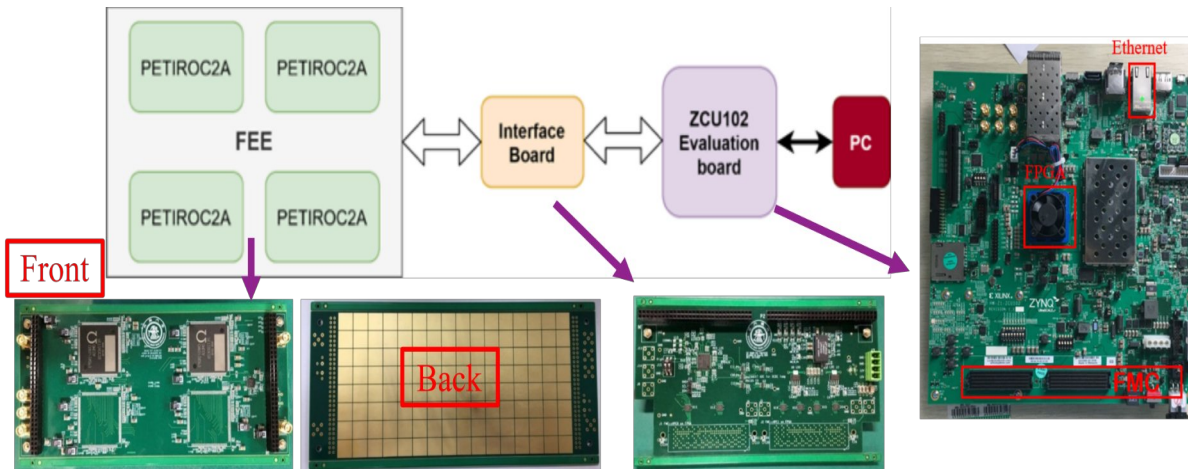 PETIROC2A
PETIROC2A
FEE
PETIROC2A
PETIROC2A
Interface
Board
ZCU102
Evaluation
board
PC
Ethernet
FPGA
FMC
Front
Back
XILINX
ZYNQ